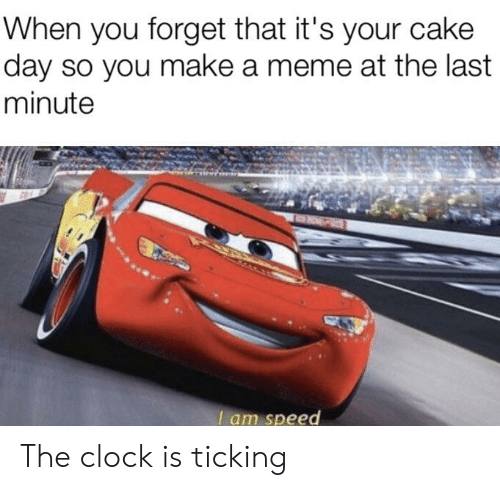 When you forget that it's your cake
day so you make a meme at the last
minute
I am speed
The clock is ticking